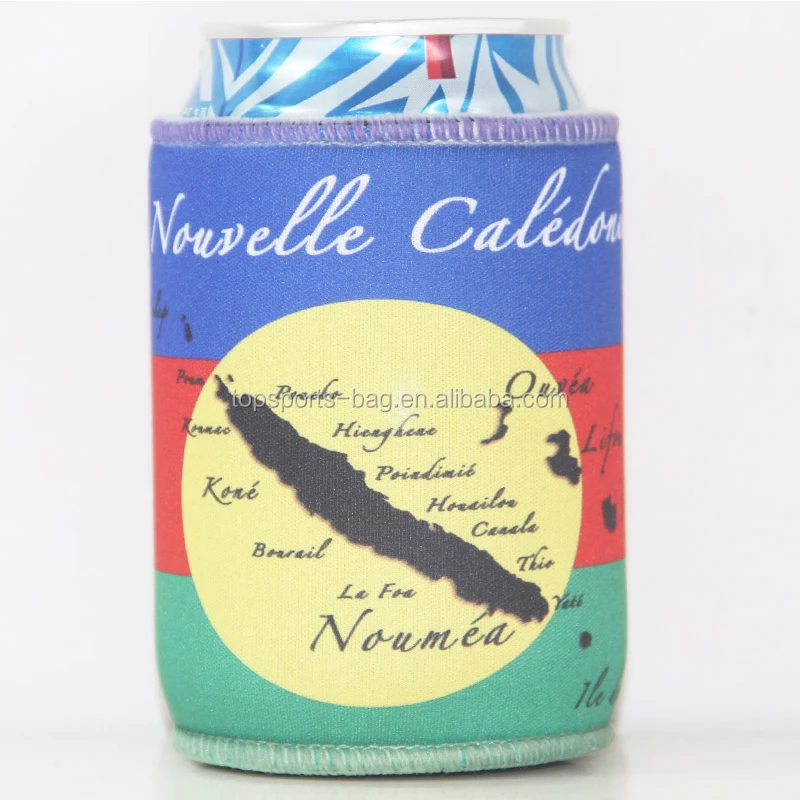 Nouvelle Calédoni
Poum
Pouebo
Ouvéa
topsports-bag.en.alibaba.com
Koumac
Hienghene
Lifou
Koné
Poindimié
Houailou
Canala
Bourail
Thio
La Foa
Yaté
Nouméa
Ile